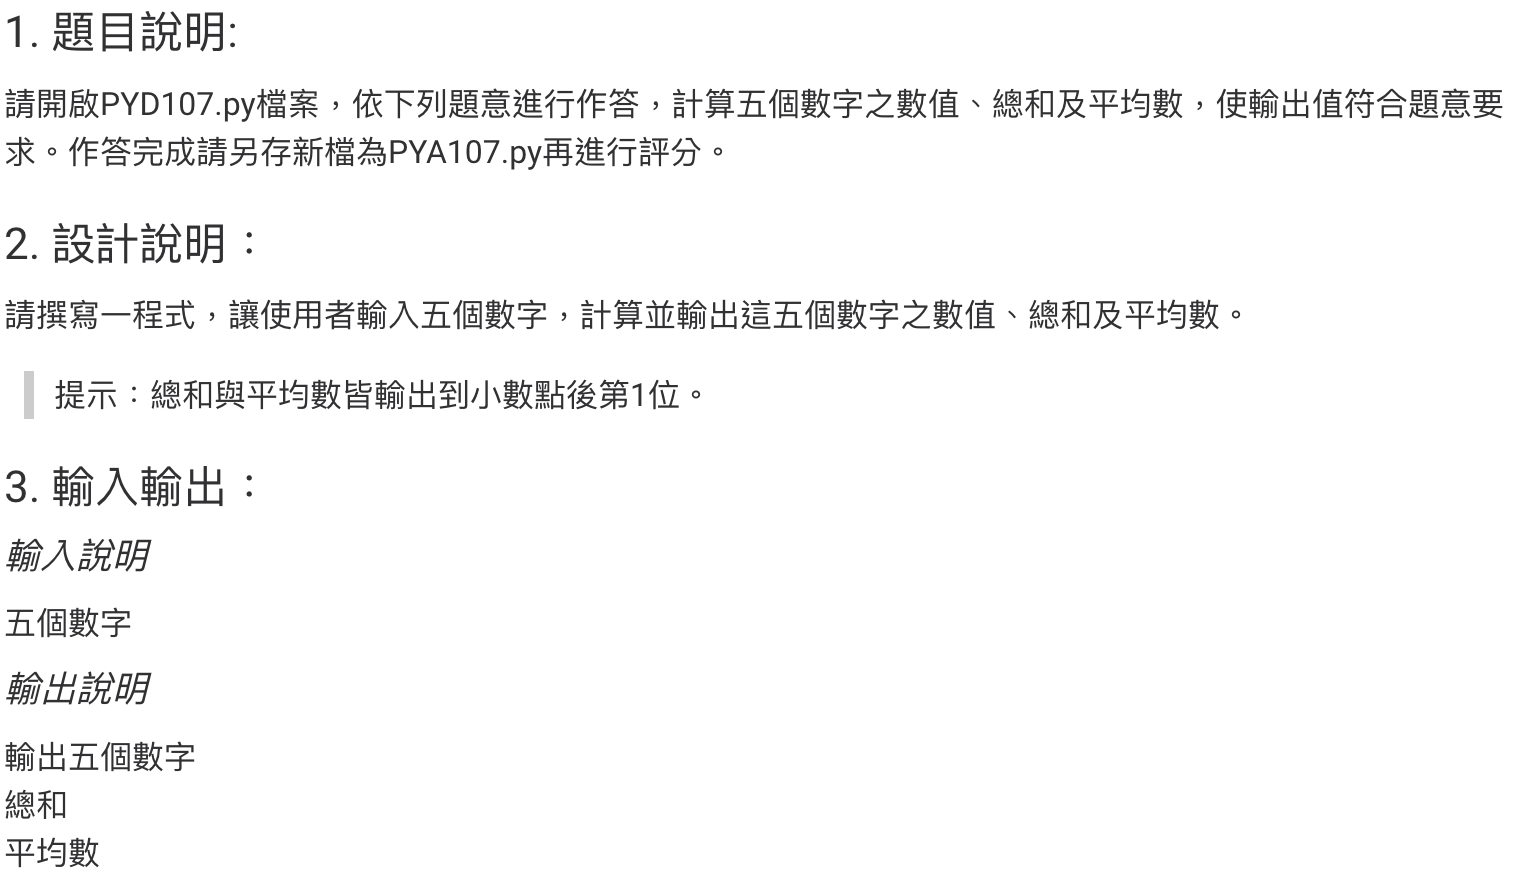 1. 題目說明:
請開啟PYD107.py檔案，依下列題意進行作答，計算五個數字之數值、總和及平均數，使輸出值符合題意要
求。作答完成請另存新檔為PYA107.py再進行評分。
2. 設計說明：
請撰寫一程式，讓使用者輸入五個數字，計算並輸出這五個數字之數值、總和及平均數。
提示：總和與平均數皆輸出到小數點後第1位。
3. 輸入輸出：
輸入說明
五個數字
輸出說明
輸出五個數字
總和
平均數